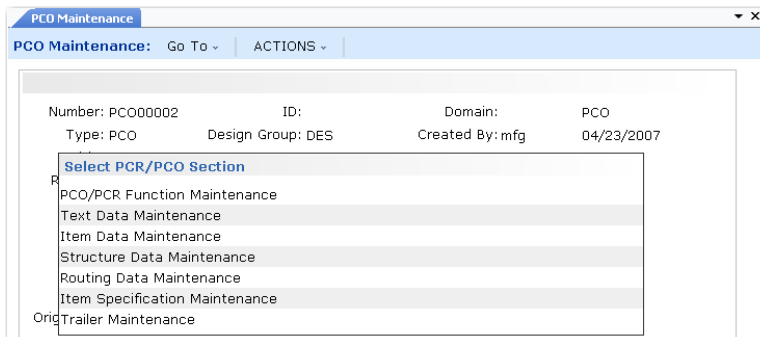 PCO Maintenance
PCO Maintenance: Go To ACTIONS
Number: PCO00002 ID: Domain: PCO
Type: PCO Design Group: DES Created By: mfg 04/23/2007
Select PCR/PCO Section
R
PCO/PCR Function Maintenance
Text Data Maintenance
Item Data Maintenance
Structure Data Maintenance
Routing Data Maintenance
Item Specification Maintenance
Orig Trailer Maintenance